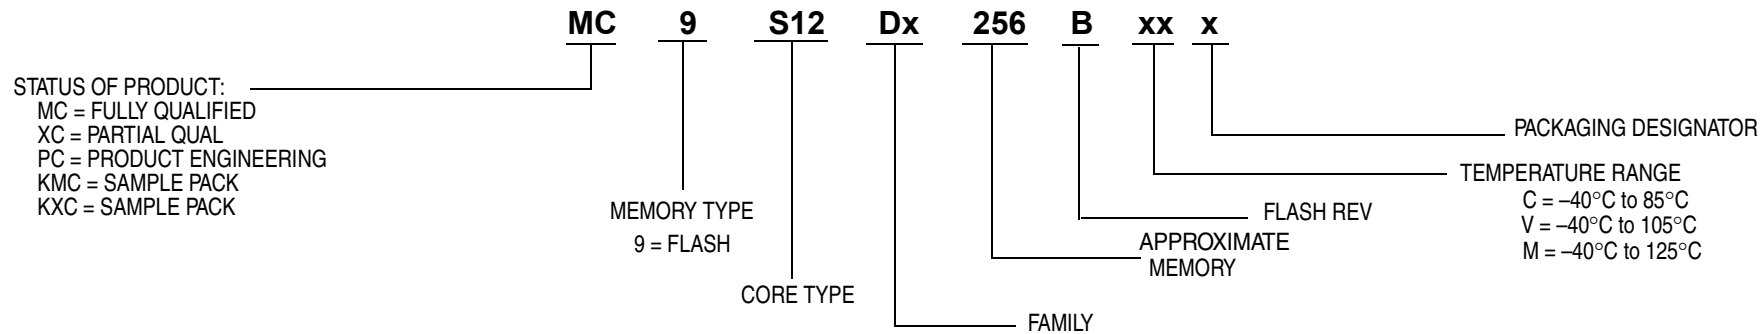 MC 9 S12 Dx 256 B xx x
STATUS OF PRODUCT:
MC = FULLY QUALIFIED
XC = PARTIAL QUAL
PC = PRODUCT ENGINEERING
KMC = SAMPLE PACK
KXC = SAMPLE PACK
MEMORY TYPE
9 = FLASH
CORE TYPE
FAMILY
APPROXIMATE
MEMORY
FLASH REV
PACKAGING DESIGNATOR
TEMPERATURE RANGE
C = –40°C to 85°C
V = –40°C to 105°C
M = –40°C to 125°C